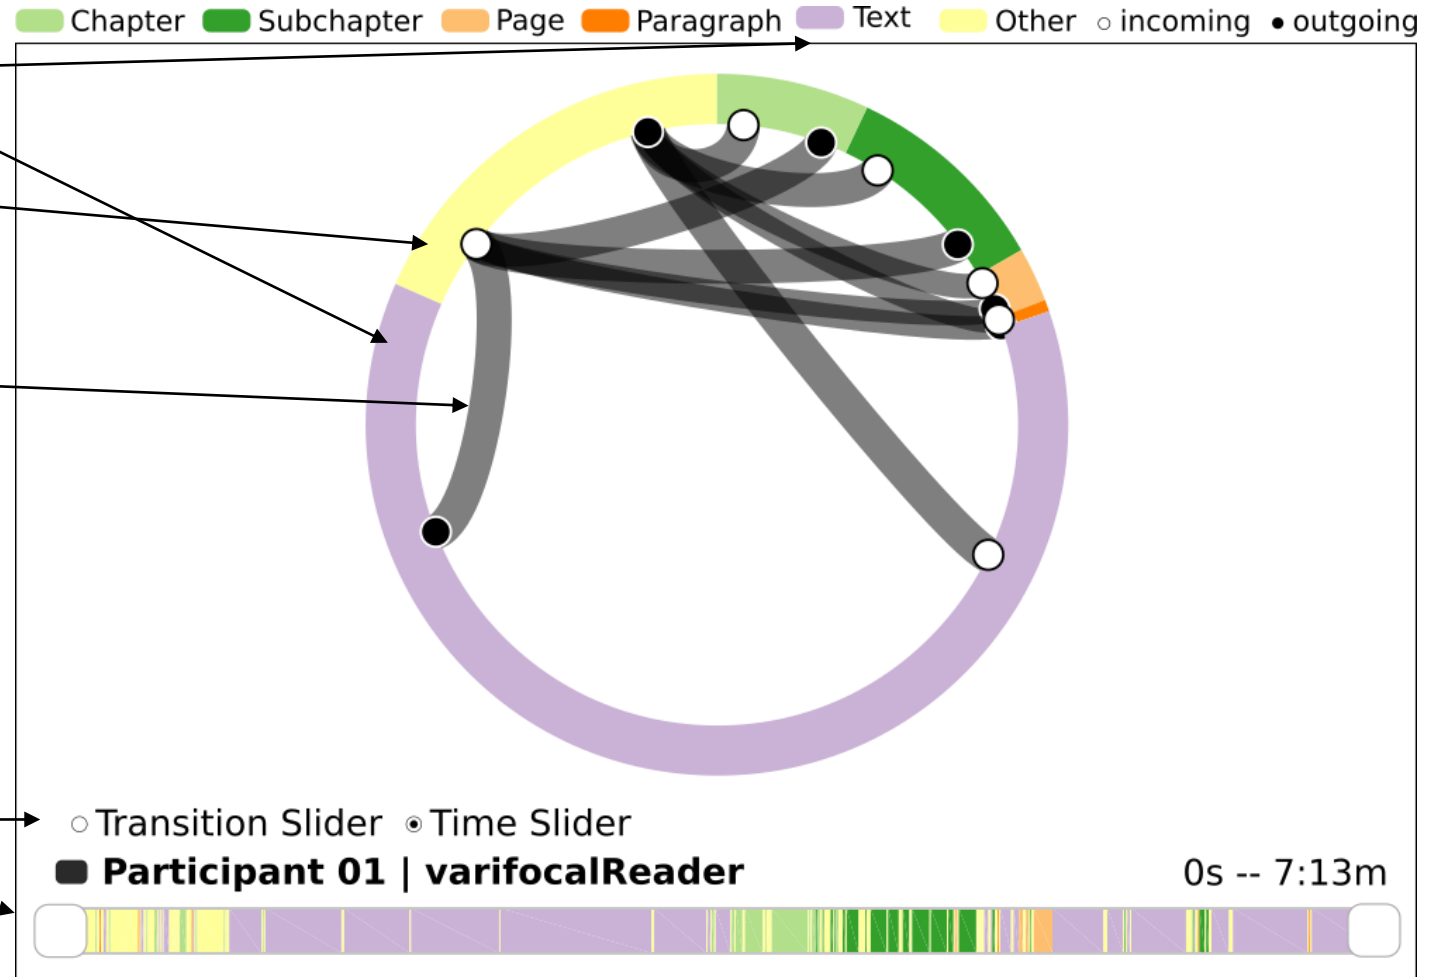 Chapter Subchapter Page Paragraph Text Other incoming outgoing
Transition Slider Time Slider
Participant 01 | varifocalReader 0s -- 7:13m